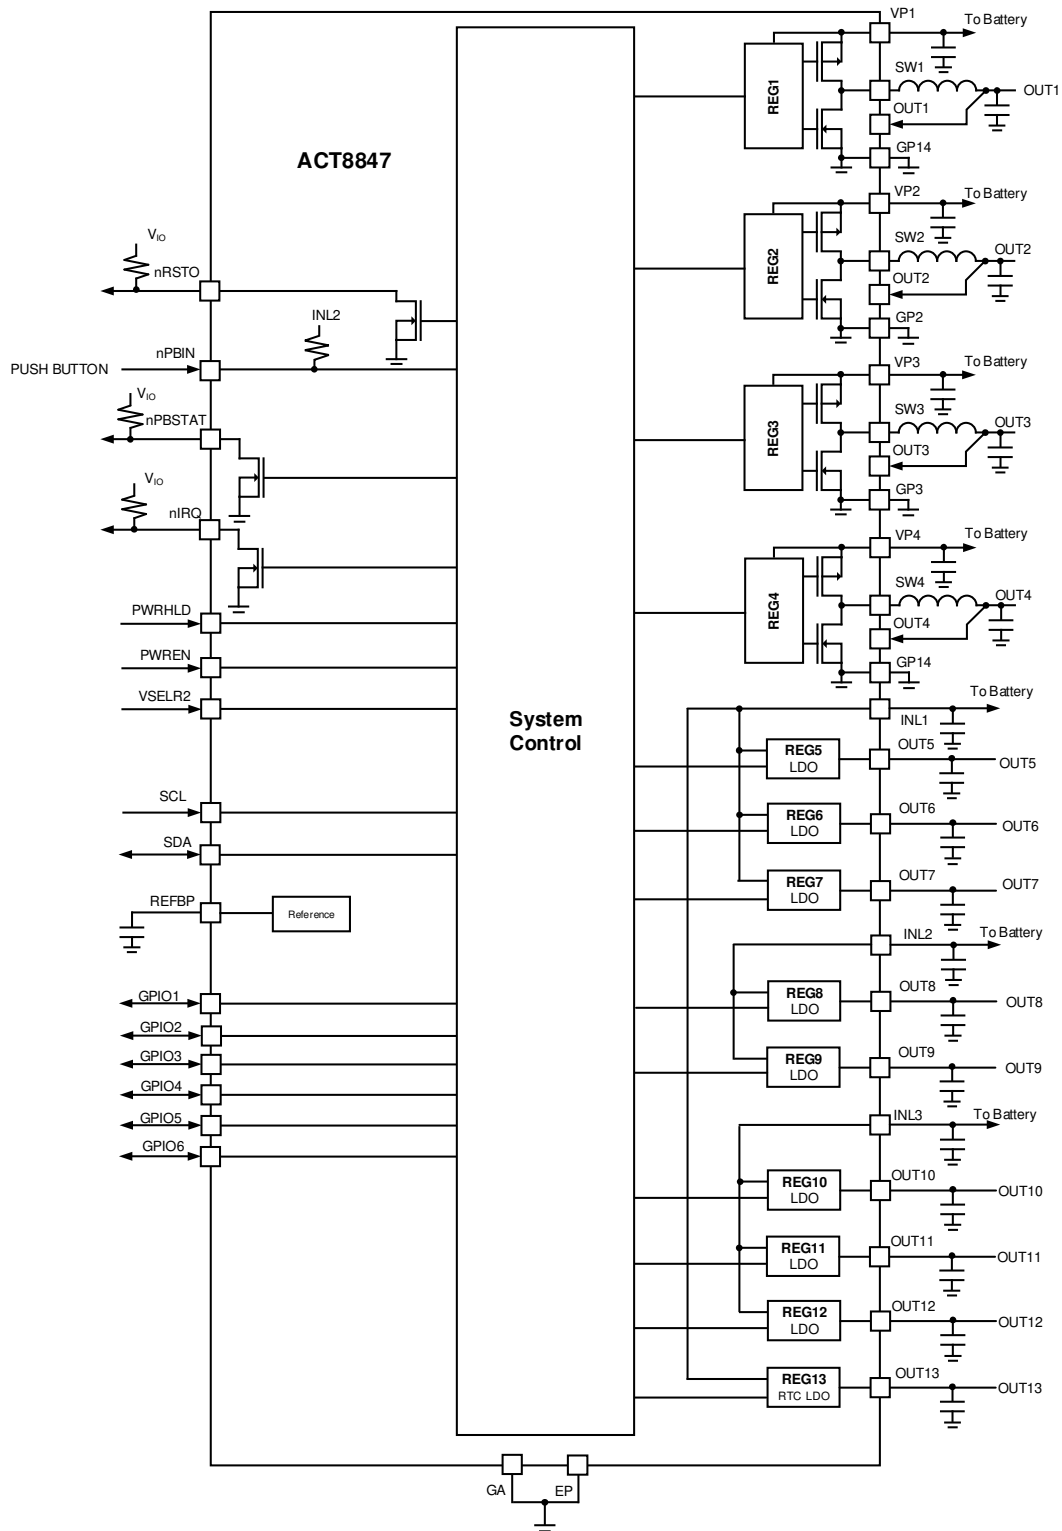 ACT8847
System
Control
VIO
nRSTO
INL2
nPBIN
PUSH BUTTON
VIO
nPBSTAT
VIO
nIRQ
PWRHLD
PWREN
VSELR2
SCL
SDA
REFBP
Reference
GPIO1
GPIO2
GPIO3
GPIO4
GPIO5
GPIO6
REG1
VP1
To Battery
SW1
OUT1
OUT1
GP14
REG2
VP2
To Battery
SW2
OUT2
OUT2
GP2
REG3
VP3
To Battery
SW3
OUT3
OUT3
GP3
REG4
VP4
To Battery
SW4
OUT4
OUT4
GP14
To Battery
INL1
REG5
LDO
OUT5
OUT5
REG6
LDO
OUT6
OUT6
REG7
LDO
OUT7
OUT7
INL2
To Battery
REG8
LDO
OUT8
OUT8
REG9
LDO
OUT9
OUT9
INL3
To Battery
REG10
LDO
OUT10
OUT10
REG11
LDO
OUT11
OUT11
REG12
LDO
OUT12
OUT12
REG13
RTC LDO
OUT13
OUT13
GA
EP